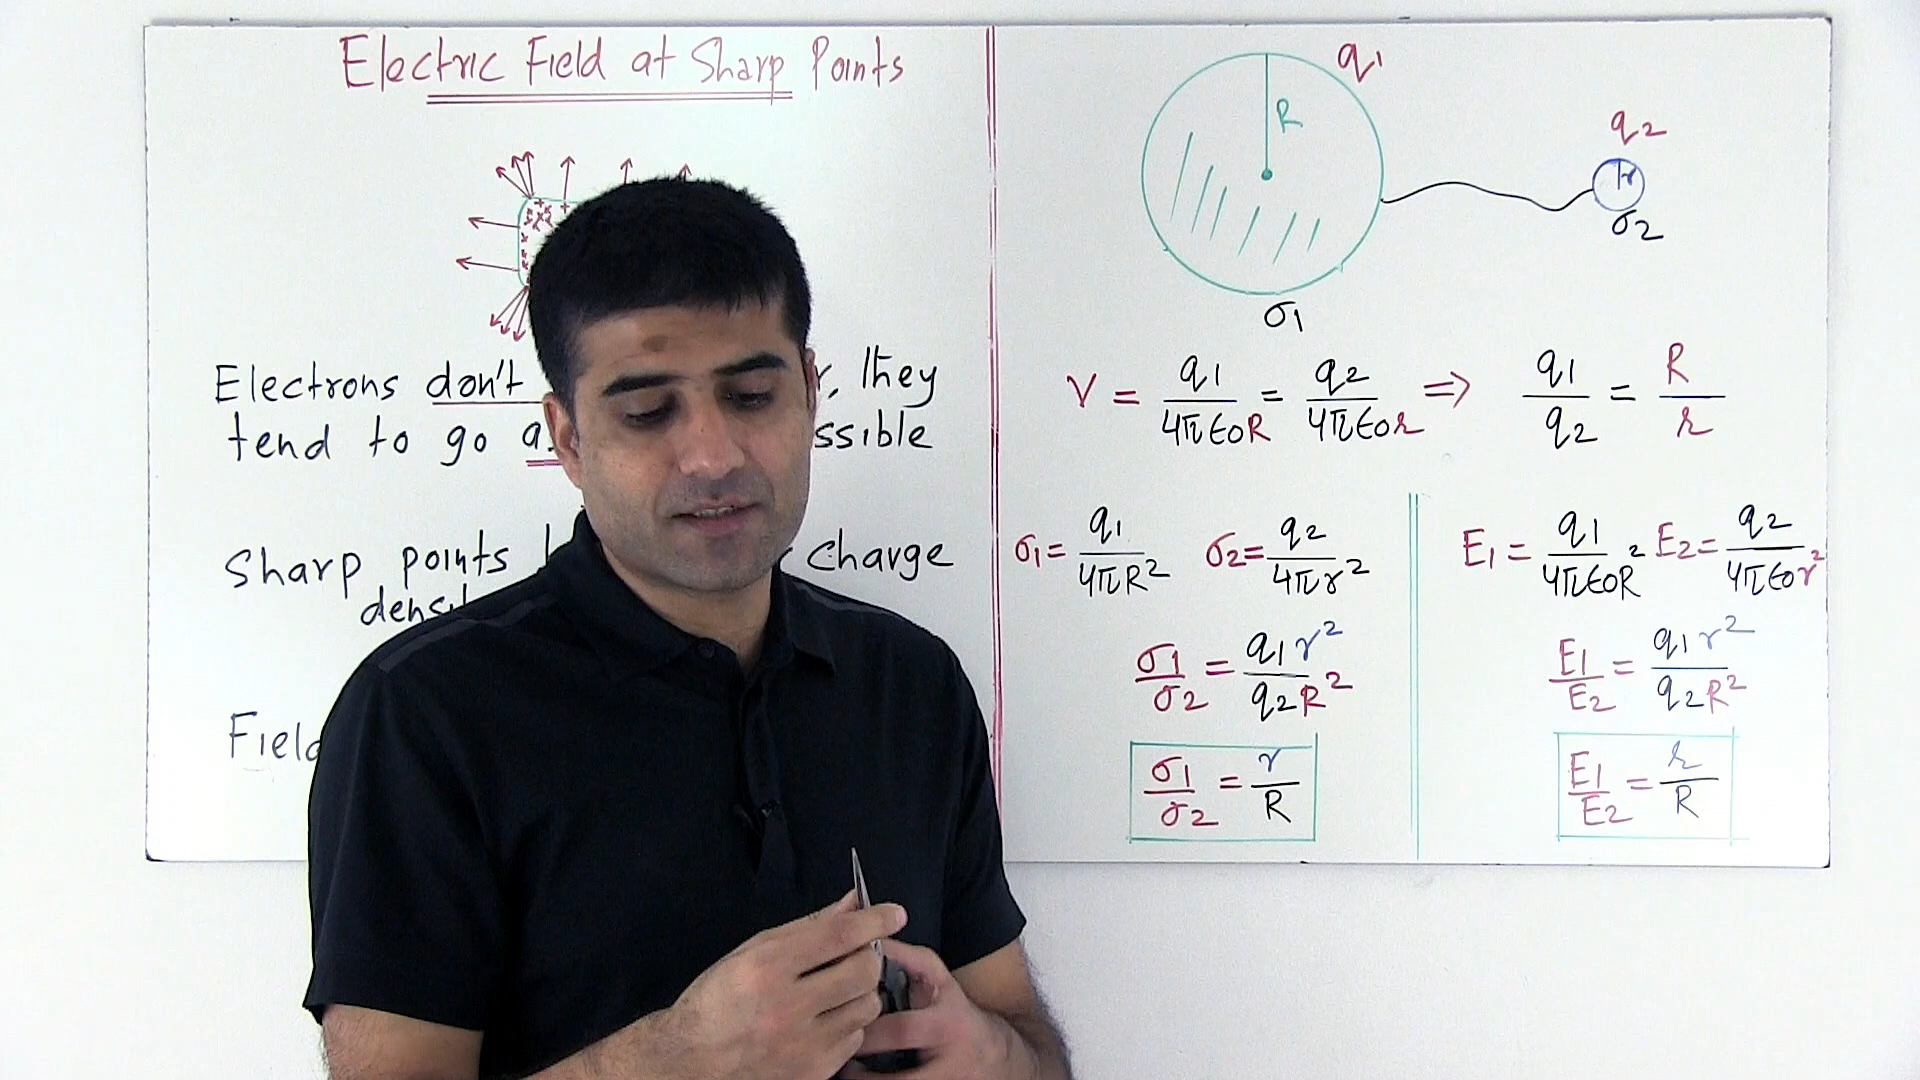 Electric Field at Sharp Points
Electrons don't , they
tend to go ssible
Sharp points charge
Field
q1
R
q2
r
σ2
σ1
V = q1/4πϵ0R = q2/4πϵ0r ⇒ q1/q2 = R/r
σ1 = q1/4πR² σ2 = q2/4πr²
σ1/σ2 = q1r²/q2R²
σ1/σ2 = r/R
E1 = q1/4πϵ0R² E2 = q2/4πϵ0r²
E1/E2 = q1r²/q2R²
E1/E2 = r/R